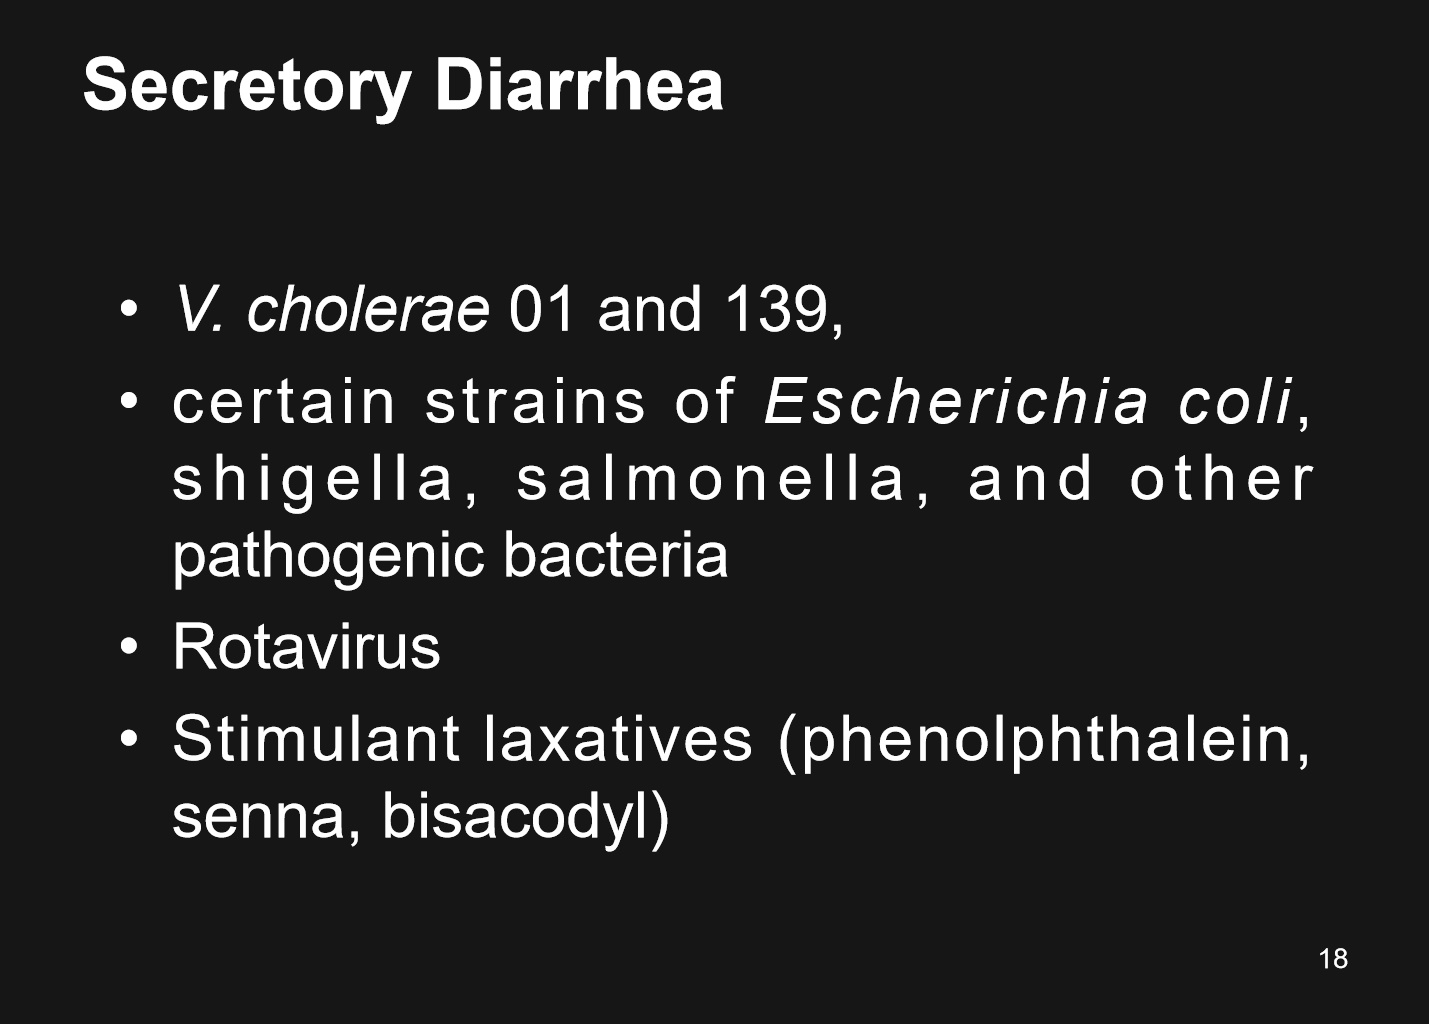 Secretory Diarrhea
• V. cholerae 01 and 139,
• certain strains of Escherichia coli,
shigella, salmonella, and other
pathogenic bacteria
• Rotavirus
• Stimulant laxatives (phenolphthalein,
senna, bisacodyl)
18